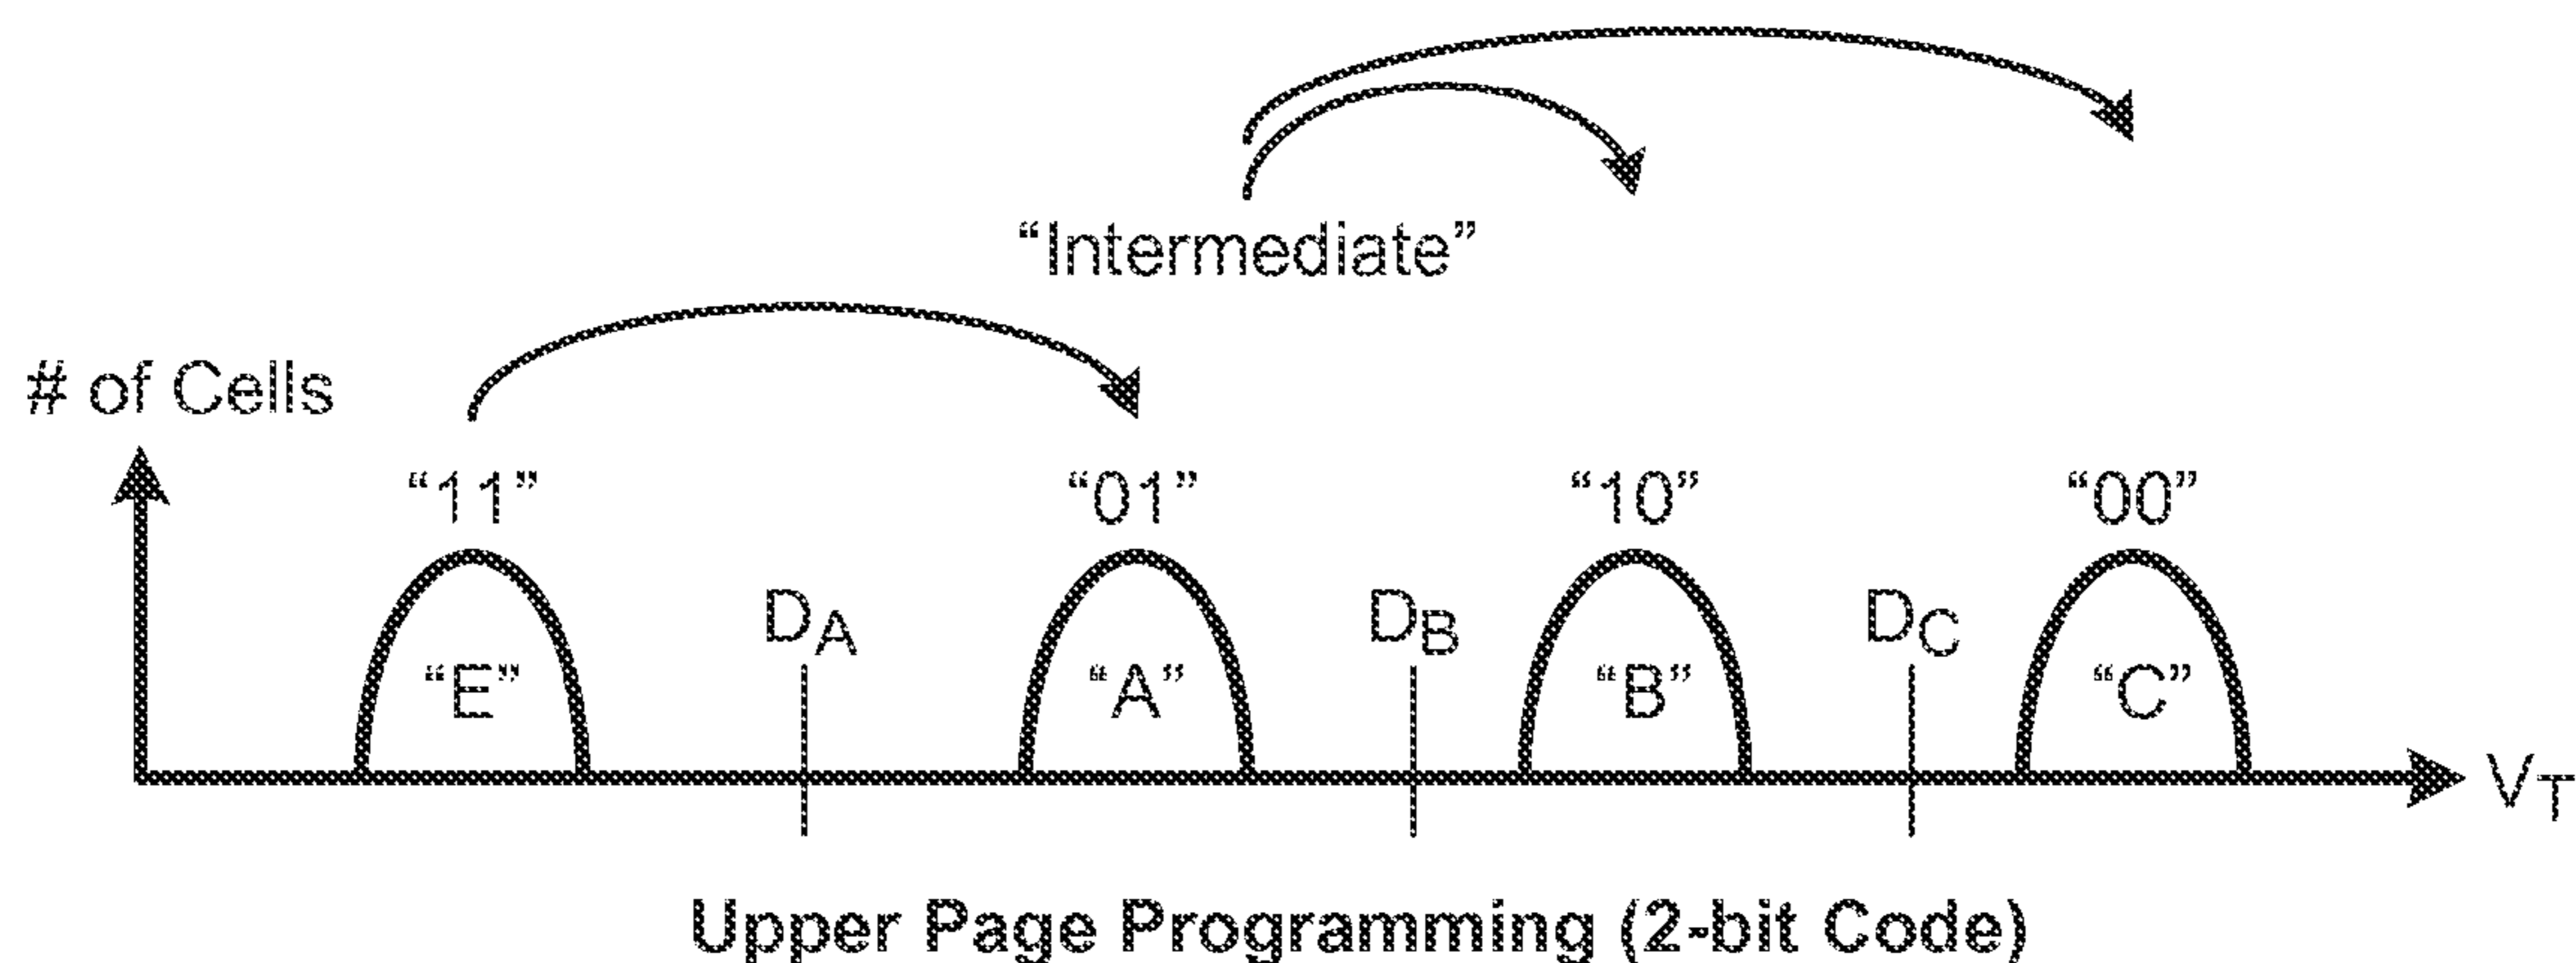 “Intermediate”
# of Cells
“11” “01” “10” “00”
DA DB DC
“E” “A” “B” “C”
VT
Upper Page Programming (2-bit Code)